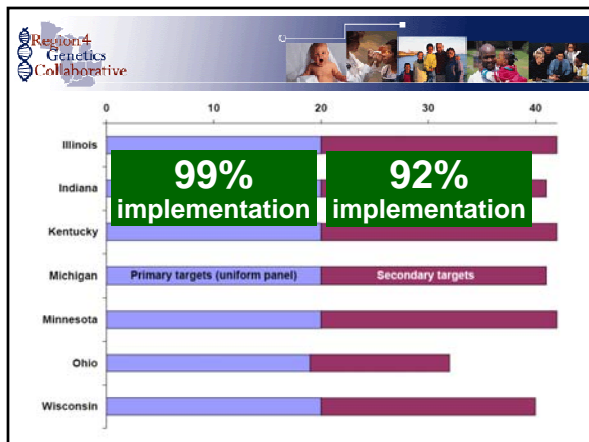 Region4
Genetics
Collaborative
0 10 20 30 40
Illinois
99% 92%
implementation implementation
Indiana
Kentucky
Michigan Primary targets (uniform panel) Secondary targets
Minnesota
Ohio
Wisconsin